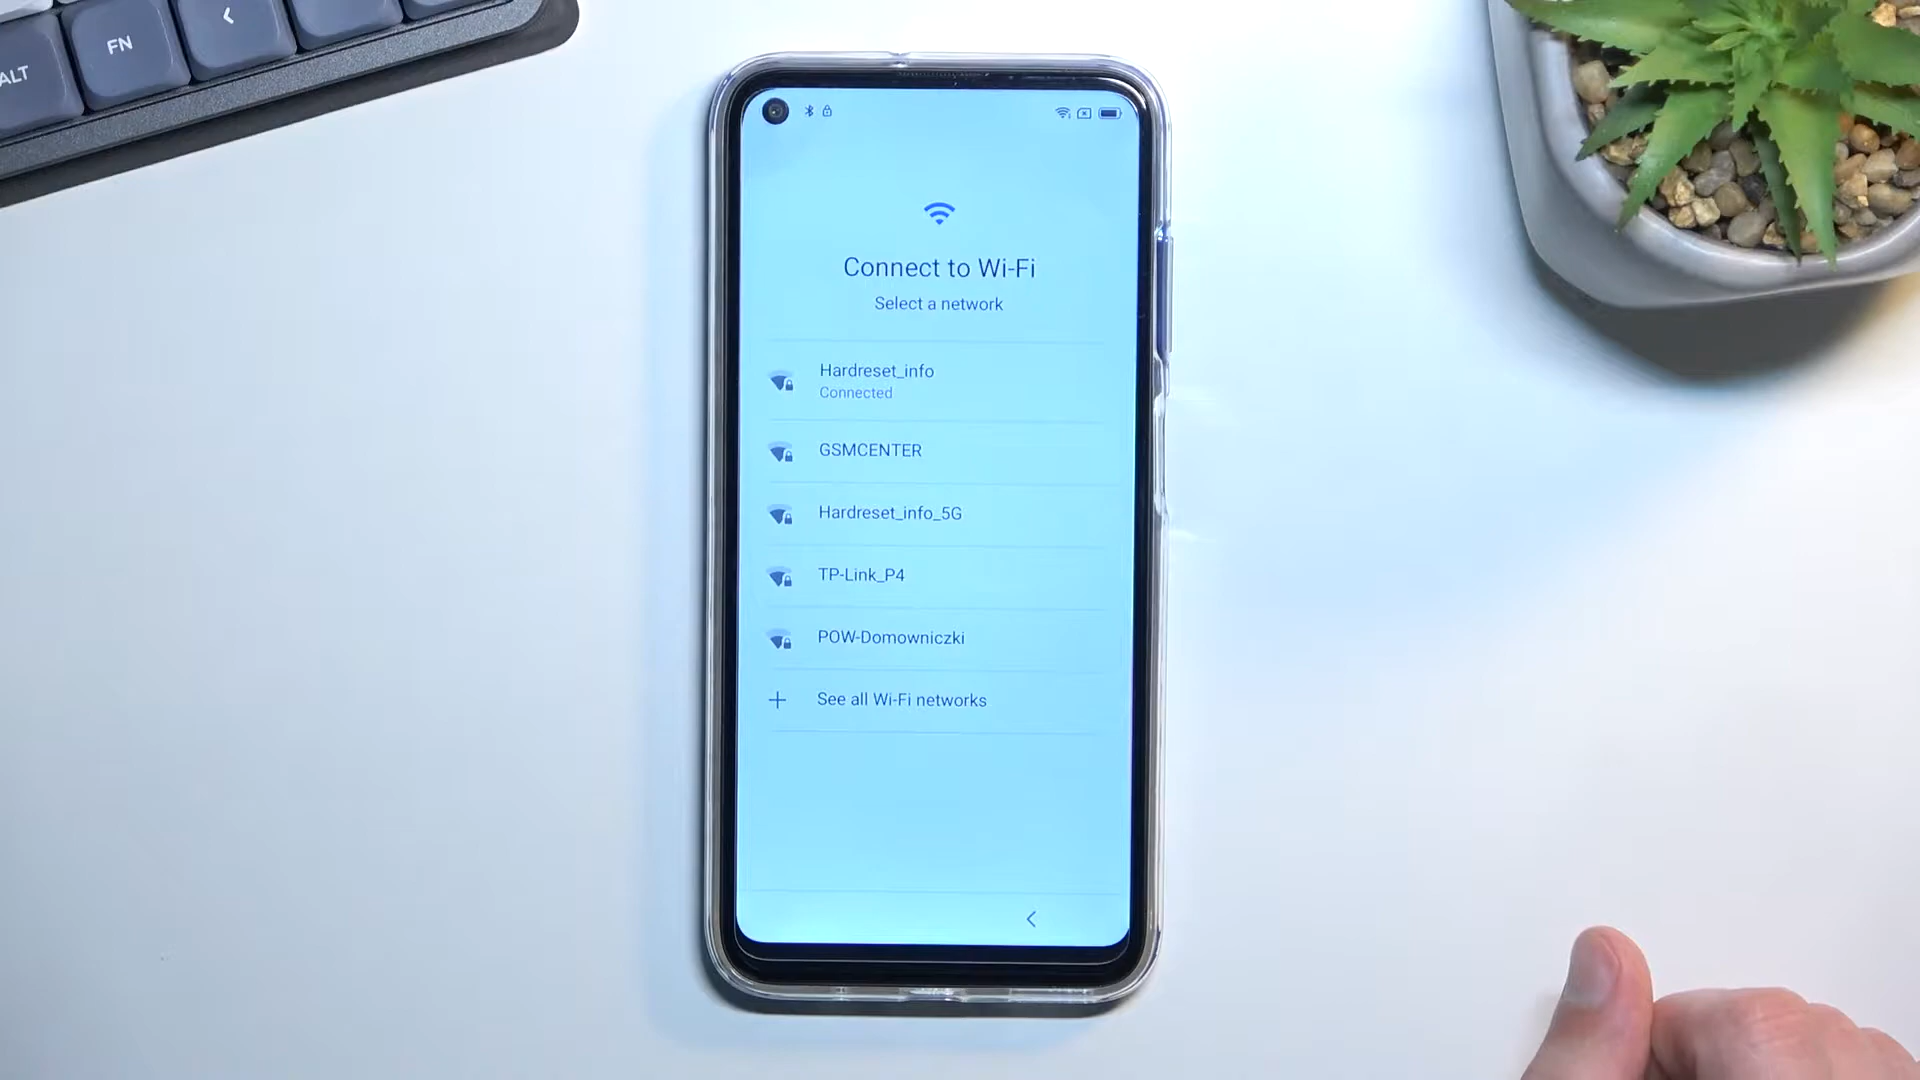 ALT
FN
Connect to Wi-Fi
Select a network
Hardreset_info
Connected
GSMCENTER
Hardreset_info_5G
TP-Link_P4
POW-Domowniczki
See all Wi-Fi networks